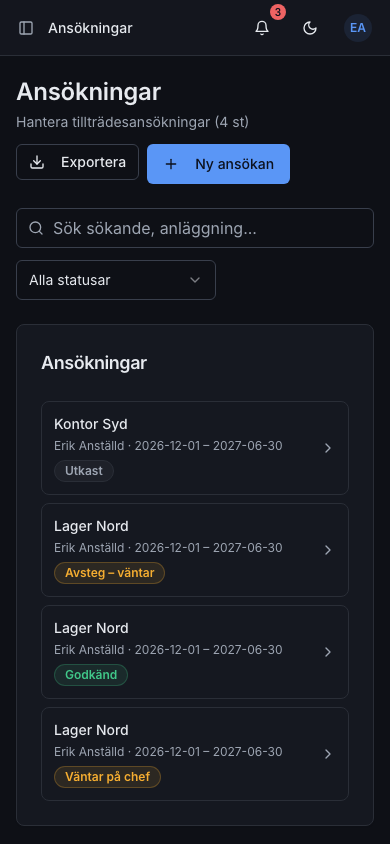 Ansökningar
3
EA
Ansökningar
Hantera tillträdesansökningar (4 st)
Exportera
Ny ansökan
Sök sökande, anläggning...
Alla statusar
Ansökningar
Kontor Syd
Erik Anställd · 2026-12-01 – 2027-06-30
Utkast
Lager Nord
Erik Anställd · 2026-12-01 – 2027-06-30
Avsteg – väntar
Lager Nord
Erik Anställd · 2026-12-01 – 2027-06-30
Godkänd
Lager Nord
Erik Anställd · 2026-12-01 – 2027-06-30
Väntar på chef